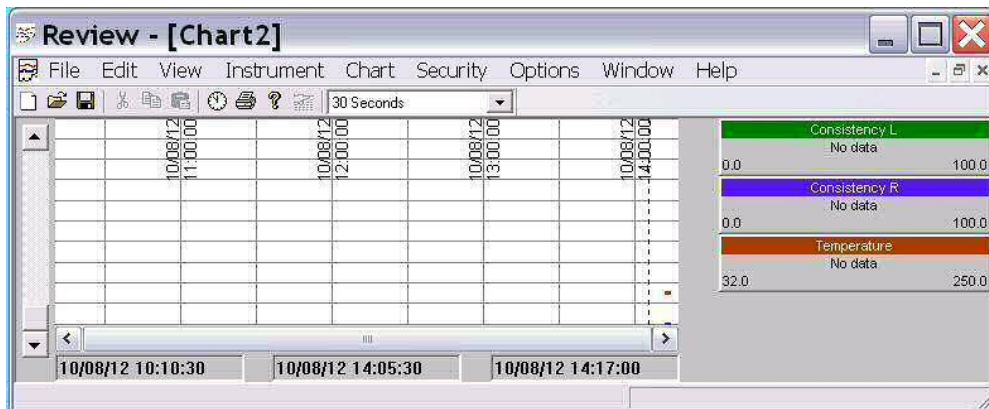 Review - [Chart2]
File Edit View Instrument Chart Security Options Window Help
30 Seconds
10/08/12 11:00:00
10/08/12 12:00:00
10/08/12 13:00:00
10/08/12 14:00:00
Consistency L
No data
0.0 100.0
Consistency R
No data
0.0 100.0
Temperature
No data
32.0 250.0
10/08/12 10:10:30 10/08/12 14:05:30 10/08/12 14:17:00